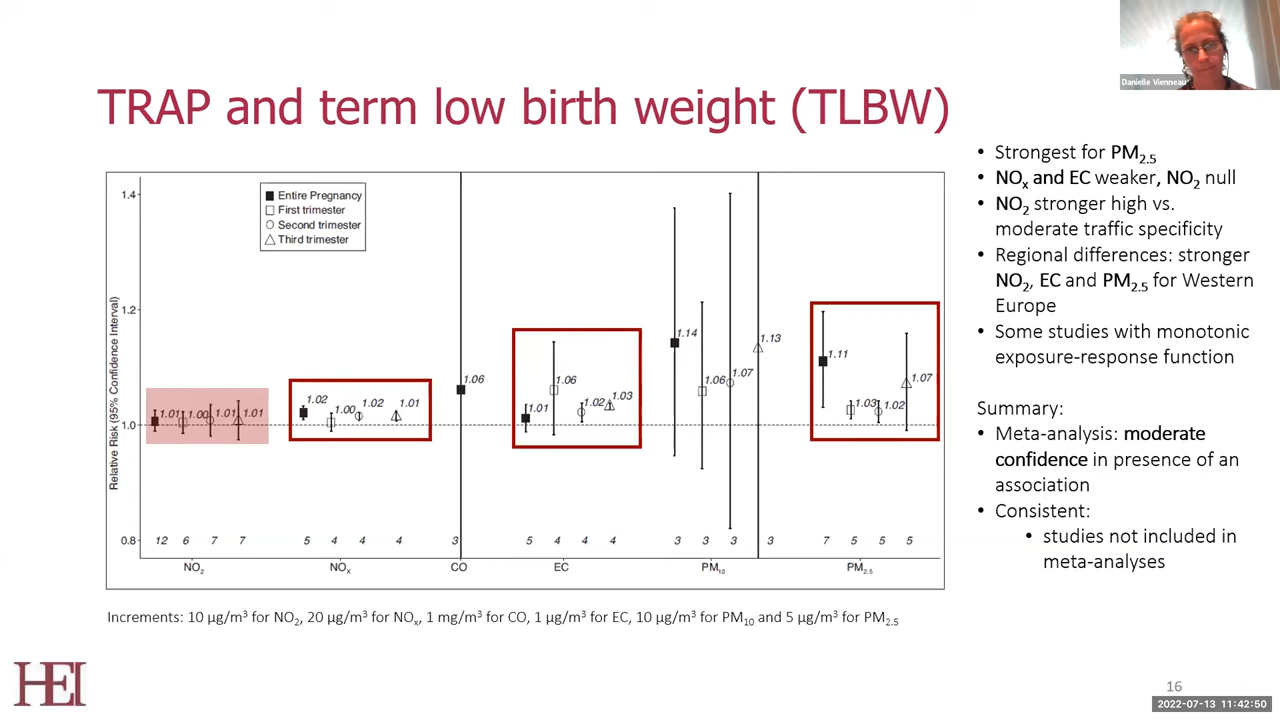 Danielle Vienneau
TRAP and term low birth weight (TLBW)
1.4
1.2
1.0
0.8
Relative Risk (95% Confidence Interval)
Entire Pregnancy
First trimester
Second trimester
Third trimester
1.01 1.00 1.01 1.01
1.02 1.00 1.02 1.01
1.06
1.01 1.06 1.02 1.03
1.14 1.06 1.07 1.13
1.11 1.03 1.02 1.07
12 6 7 7 5 4 4 4 3 5 4 4 4 3 3 3 3 7 5 5 5
NO₂ NOₓ CO EC PM₁₀ PM₂.₅
Increments: 10 µg/m³ for NO₂, 20 µg/m³ for NOₓ, 1 mg/m³ for CO, 1 µg/m³ for EC, 10 µg/m³ for PM₁₀ and 5 µg/m³ for PM₂.₅
• Strongest for PM₂.₅
• NOₓ and EC weaker, NO₂ null
• NO₂ stronger high vs.
moderate traffic specificity
• Regional differences: stronger
NO₂, EC and PM₂.₅ for Western
Europe
• Some studies with monotonic
exposure-response function
Summary:
• Meta-analysis: moderate
confidence in presence of an
association
• Consistent:
• studies not included in
meta-analyses
HEI
16
2022-07-13 11:42:50